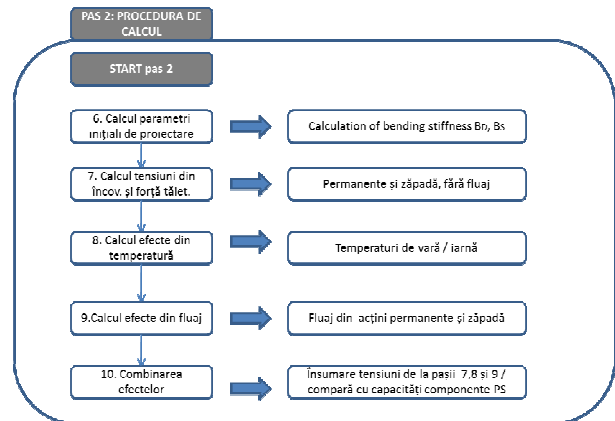 PAS 2: PROCEDURA DE
CALCUL
START pas 2
6. Calcul parametri
inițiali de proiectare
Calculation of bending stiffness BD, BS
7. Calcul tensiuni din
încov. și forță tăiet.
Permanente și zăpadă, fără fluaj
8. Calcul efecte din
temperatură
Temperaturi de vară / iarnă
9.Calcul efecte din fluaj
Fluaj din acțini permanente și zăpadă
10. Combinarea
efectelor
Însumare tensiuni de la pașii 7,8 și 9 /
compară cu capacități componente PS